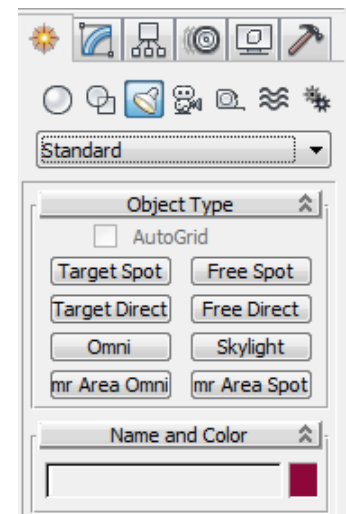 Standard
Object Type
AutoGrid
Target Spot Free Spot
Target Direct Free Direct
Omni Skylight
mr Area Omni mr Area Spot
Name and Color